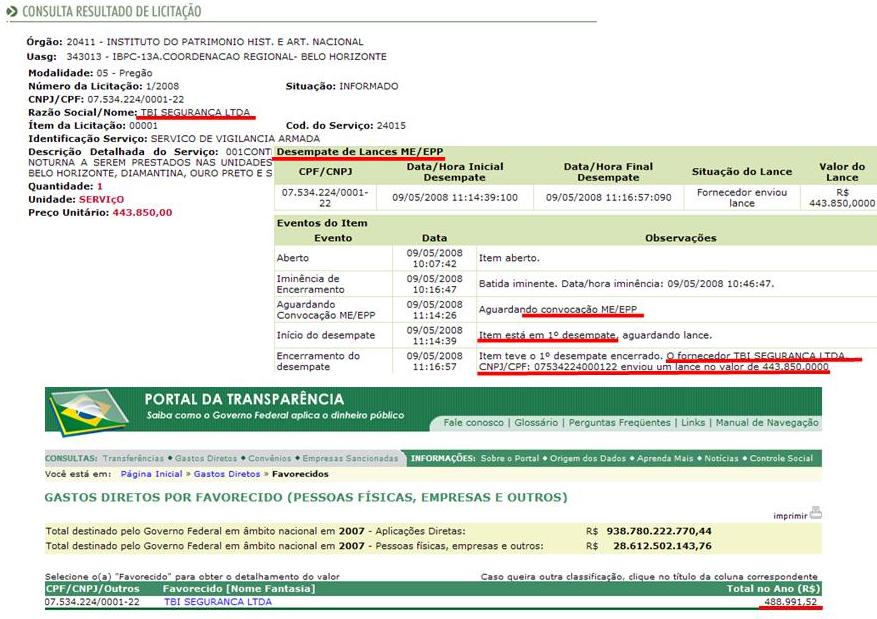 CONSULTA RESULTADO DE LICITAÇÃO
Órgão: 20411 - INSTITUTO DO PATRIMONIO HIST. E ART. NACIONAL
Uasg: 343013 - IBPC-13A.COORDENACAO REGIONAL- BELO HORIZONTE
Modalidade: 05 - Pregão
Número da Licitação: 1/2008 Situação: INFORMADO
CNPJ/CPF: 07.534.224/0001-22
Razão Social/Nome: TBI SEGURANCA LTDA
Ítem da Licitação: 00001 Cod. do Serviço: 24015
Identificação Serviço: SERVICO DE VIGILANCIA ARMADA
Descrição Detalhada do Serviço: 001CONT
NOTURNA A SEREM PRESTADOS NAS UNIDADES
BELO HORIZONTE, DIAMANTINA, OURO PRETO E S
Quantidade: 1
Unidade: SERVIçO
Preço Unitário: 443.850,00
Desempate de Lances ME/EPP
CPF/CNPJ Data/Hora Inicial Desempate Data/Hora Final Desempate Situação do Lance Valor do Lance
07.534.224/0001-22 09/05/2008 11:14:39:100 09/05/2008 11:16:57:090 Fornecedor enviou lance R$ 443.850,0000
Eventos do Item
Evento Data Observações
Aberto 09/05/2008 10:07:42 Item aberto.
Iminência de Encerramento 09/05/2008 10:16:47 Batida iminente. Data/hora iminência: 09/05/2008 10:46:47.
Aguardando Convocação ME/EPP 09/05/2008 11:14:26 Aguardando convocação ME/EPP
Início do desempate 09/05/2008 11:14:39 Item está em 1º desempate, aguardando lance.
Encerramento do desempate 09/05/2008 11:16:57 Item teve o 1º desempate encerrado. O fornecedor TBI SEGURANCA LTDA
CNPJ/CPF: 07534224000122 enviou um lance no valor de 443.850,0000
PORTAL DA TRANSPARÊNCIA
Saiba como o Governo Federal aplica o dinheiro público
Fale conosco | Glossário | Perguntas Freqüentes | Links | Manual de Navegação
CONSULTAS: Transferências ◆ Gastos Diretos ◆ Convênios ◆ Empresas Sancionadas INFORMAÇÕES: Sobre o Portal ◆ Origem dos Dados ◆ Aprenda Mais ◆ Notícias ◆ Controle Social
Você está em: Página Inicial » Gastos Diretos » Favorecidos
GASTOS DIRETOS POR FAVORECIDO (PESSOAS FÍSICAS, EMPRESAS E OUTROS)
imprimir
Total destinado pelo Governo Federal em âmbito nacional em 2007 - Aplicações Diretas: R$ 938.780.222.770,44
Total destinado pelo Governo Federal em âmbito nacional em 2007 - Pessoas físicas, empresas e outros: R$ 28.612.502.143,76
Selecione o(a) "Favorecido" para obter o detalhamento do valor Caso queira outra classificação, clique no título da coluna correspondente
CPF/CNPJ/Outros Favorecido [Nome Fantasia] Total no Ano (R$)
07.534.224/0001-22 TBI SEGURANCA LTDA 488.991,52